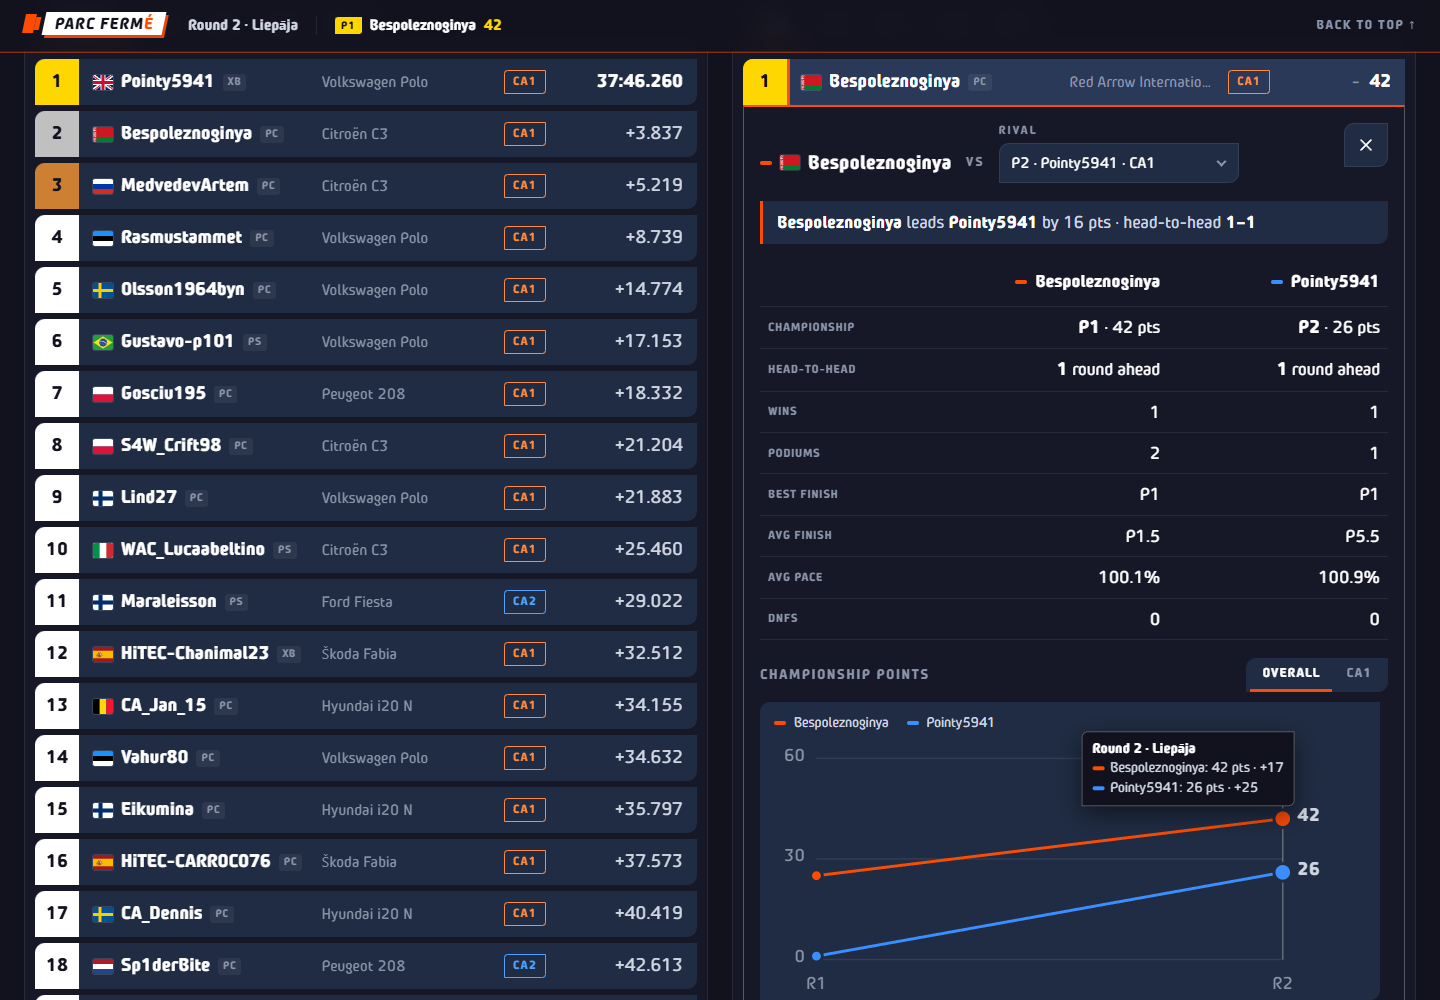 PARC FERMÉ
Round 2 · Liepāja
P1 Bespoleznoginya 42
BACK TO TOP ↑
1 Pointy5941 XB Volkswagen Polo CA1 37:46.260
2 Bespoleznoginya PC Citroën C3 CA1 +3.837
3 MedvedevArtem PC Citroën C3 CA1 +5.219
4 Rasmustammet PC Volkswagen Polo CA1 +8.739
5 Olsson1964byn PC Volkswagen Polo CA1 +14.774
6 Gustavo-p101 PS Volkswagen Polo CA1 +17.153
7 Gosciu195 PC Peugeot 208 CA1 +18.332
8 S4W_Crift98 PC Citroën C3 CA1 +21.204
9 Lind27 PC Volkswagen Polo CA1 +21.883
10 WAC_Lucaabeltino PS Citroën C3 CA1 +25.460
11 Maraleisson PS Ford Fiesta CA2 +29.022
12 HiTEC-Chanimal23 XB Škoda Fabia CA1 +32.512
13 CA_Jan_15 PC Hyundai i20 N CA1 +34.155
14 Vahur80 PC Volkswagen Polo CA1 +34.632
15 Eikumina PC Hyundai i20 N CA1 +35.797
16 HiTEC-CARROCO76 PC Škoda Fabia CA1 +37.573
17 CA_Dennis PC Hyundai i20 N CA1 +40.419
18 Sp1derBite PC Peugeot 208 CA2 +42.613
1 Bespoleznoginya PC Red Arrow Internatio... CA1 – 42
RIVAL
Bespoleznoginya VS P2 · Pointy5941 · CA1
Bespoleznoginya leads Pointy5941 by 16 pts · head-to-head 1–1
Bespoleznoginya Pointy5941
CHAMPIONSHIP P1 · 42 pts P2 · 26 pts
HEAD-TO-HEAD 1 round ahead 1 round ahead
WINS 1 1
PODIUMS 2 1
BEST FINISH P1 P1
AVG FINISH P1.5 P5.5
AVG PACE 100.1% 100.9%
DNFS 0 0
CHAMPIONSHIP POINTS OVERALL CA1
Bespoleznoginya Pointy5941
Round 2 · Liepāja
Bespoleznoginya: 42 pts · +17
Pointy5941: 26 pts · +25
60
42
30
26
0
R1 R2